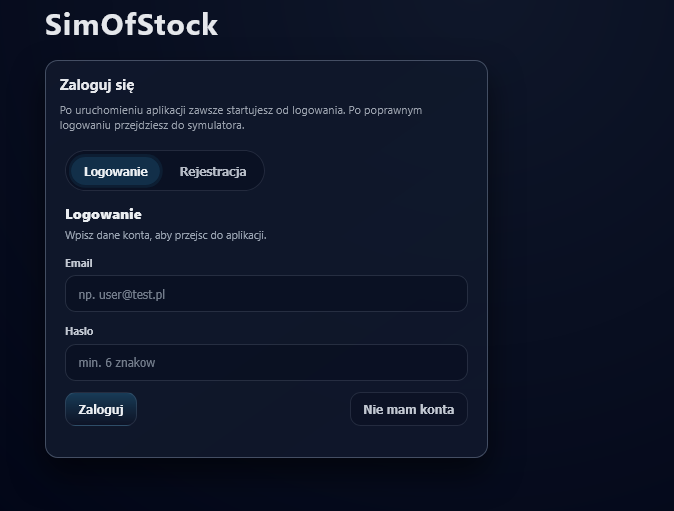 SimOfStock
Zaloguj się
Po uruchomieniu aplikacji zawsze startujesz od logowania. Po poprawnym
logowaniu przejdziesz do symulatora.
Logowanie Rejestracja
Logowanie
Wpisz dane konta, aby przejsc do aplikacji.
Email
np. user@test.pl
Haslo
min. 6 znakow
Zaloguj Nie mam konta